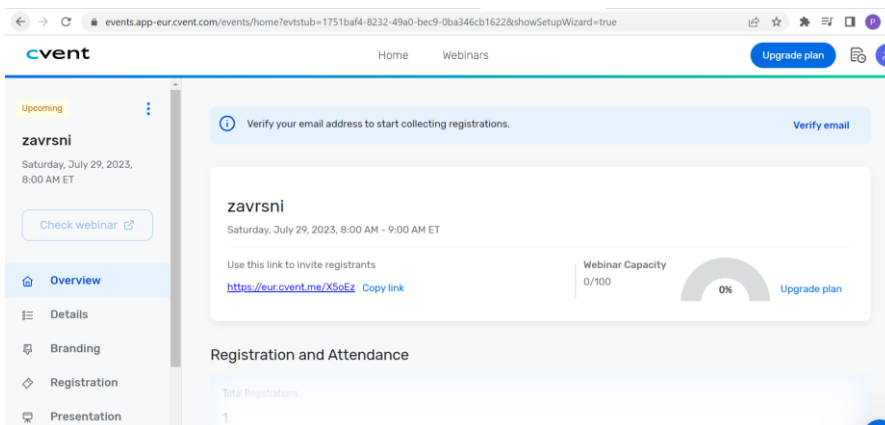 events.app-eur.cvent.com/events/home?evtstub=1751baf4-8232-49a0-bec9-0ba346cb1622&showSetupWizard=true
P
cvent
Home
Webinars
Upgrade plan
Upcoming
zavrsni
Saturday, July 29, 2023,
8:00 AM ET
Check webinar
Overview
Details
Branding
Registration
Presentation
Verify your email address to start collecting registrations.
Verify email
zavrsni
Saturday, July 29, 2023, 8:00 AM - 9:00 AM ET
Use this link to invite registrants
https://eur.cvent.me/X5oEz Copy link
Webinar Capacity
0/100
0%
Upgrade plan
Registration and Attendance
Total Registrations
1